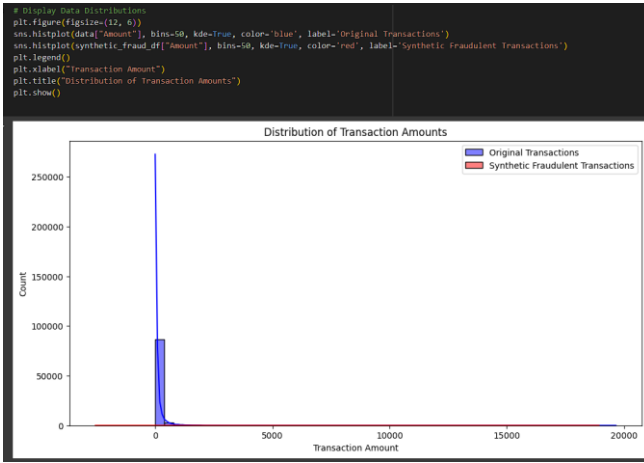 # Display Data Distributions
plt.figure(figsize=(12, 6))
sns.histplot(data["Amount"], bins=50, kde=True, color='blue', label='Original Transactions')
sns.histplot(synthetic_fraud_df["Amount"], bins=50, kde=True, color='red', label='Synthetic Fraudulent Transactions')
plt.legend()
plt.xlabel("Transaction Amount")
plt.title("Distribution of Transaction Amounts")
plt.show()
Distribution of Transaction Amounts
Original Transactions
Synthetic Fraudulent Transactions
250000
200000
150000
100000
50000
0
Count
0 5000 10000 15000 20000
Transaction Amount